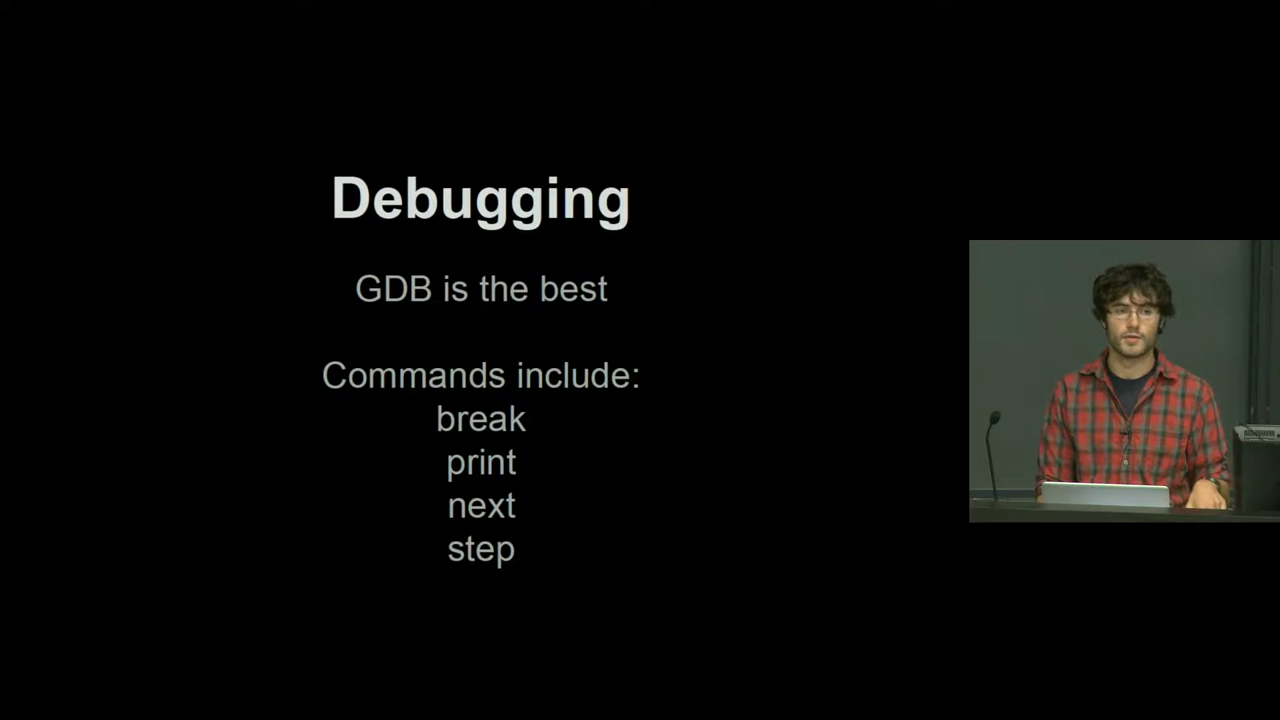 Debugging
GDB is the best
Commands include:
break
print
next
step